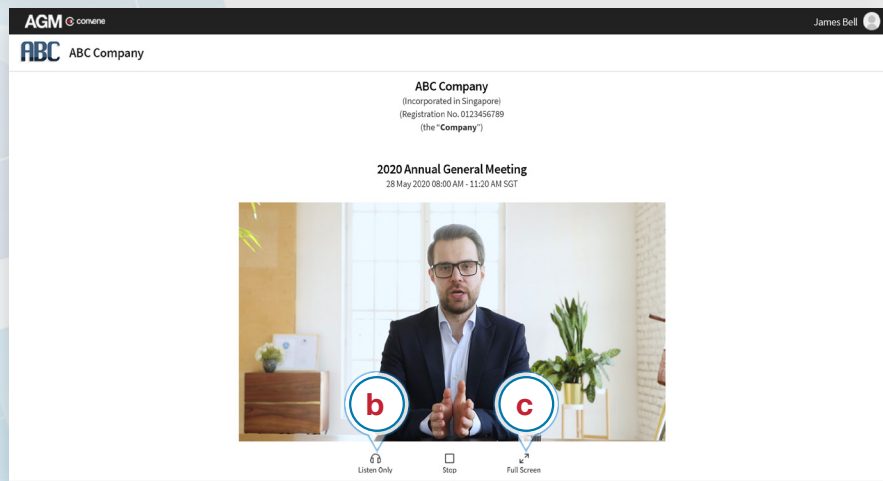 AGM convene
James Bell
ABC ABC Company
ABC Company
(Incorporated in Singapore)
(Registration No. 0123456789
(the “Company”)
2020 Annual General Meeting
28 May 2020 08:00 AM - 11:20 AM SGT
b
c
Listen Only
Stop
Full Screen